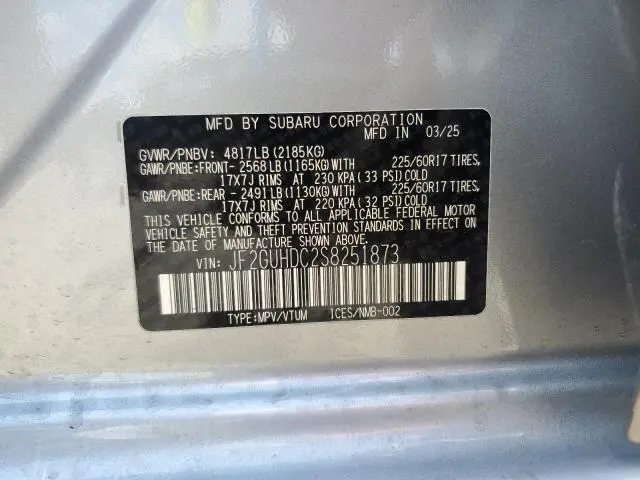 MFD BY SUBARU CORPORATION
MFD IN 03/25
GVWR/PNBV: 4817LB(2185KG)
GAWR/PNBE:FRONT- 2568LB(1165KG)WITH 225/60R17 TIRES,
17X7J RIMS AT 230 KPA(33 PSI)COLD
GAWR/PNBE:REAR - 2491LB(1130KG)WITH 225/60R17 TIRES,
17X7J RIMS AT 220 KPA(32 PSI)COLD
THIS VEHICLE CONFORMS TO ALL APPLICABLE FEDERAL MOTOR
VEHICLE SAFETY AND THEFT PREVENTION STANDARDS IN EFFECT ON
THE DATE OF MANUFACTURE SHOWN ABOVE.
VIN: JF2GUHDC2S8251873
TYPE:MPV/VTUM ICES/NMB-002